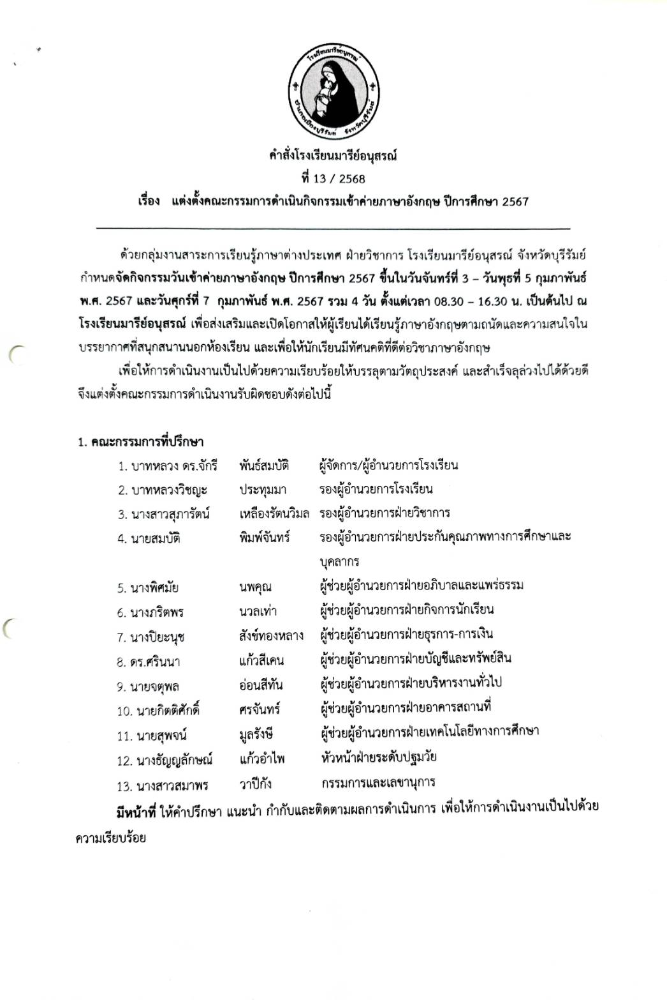 โรงเรียนมารีย์อนุสรณ์
อำเภอเมืองบุรีรัมย์ จังหวัดบุรีรัมย์
คำสั่งโรงเรียนมารีย์อนุสรณ์
ที่ 13 / 2568
เรื่อง แต่งตั้งคณะกรรมการดำเนินกิจกรรมเข้าค่ายภาษาอังกฤษ ปีการศึกษา 2567
ด้วยกลุ่มงานสาระการเรียนรู้ภาษาต่างประเทศ ฝ่ายวิชาการ โรงเรียนมารีย์อนุสรณ์ จังหวัดบุรีรัมย์
กำหนดจัดกิจกรรมวันเข้าค่ายภาษาอังกฤษ ปีการศึกษา 2567 ขึ้นในวันจันทร์ที่ 3 – วันพุธที่ 5 กุมภาพันธ์
พ.ศ. 2567 และวันศุกร์ที่ 7 กุมภาพันธ์ พ.ศ. 2567 รวม 4 วัน ตั้งแต่เวลา 08.30 – 16.30 น. เป็นต้นไป ณ
โรงเรียนมารีย์อนุสรณ์ เพื่อส่งเสริมและเปิดโอกาสให้ผู้เรียนได้เรียนรู้ภาษาอังกฤษตามถนัดและความสนใจใน
บรรยากาศที่สนุกสนานนอกห้องเรียน และเพื่อให้นักเรียนมีทัศนคติที่ดีต่อวิชาภาษาอังกฤษ
เพื่อให้การดำเนินงานเป็นไปด้วยความเรียบร้อยให้บรรลุตามวัตถุประสงค์ และสำเร็จลุล่วงไปได้ด้วยดี
จึงแต่งตั้งคณะกรรมการดำเนินงานรับผิดชอบดังต่อไปนี้
1. คณะกรรมการที่ปรึกษา
1. บาทหลวง ดร.จักรี พันธ์สมบัติ ผู้จัดการ/ผู้อำนวยการโรงเรียน
2. บาทหลวงวิชญะ ประทุมมา รองผู้อำนวยการโรงเรียน
3. นางสาวสุภารัตน์ เหลืองรัตนวิมล รองผู้อำนวยการฝ่ายวิชาการ
4. นายสมบัติ พิมพ์จันทร์ รองผู้อำนวยการฝ่ายประกันคุณภาพทางการศึกษาและ
บุคลากร
5. นางพิศมัย นพคุณ ผู้ช่วยผู้อำนวยการฝ่ายอภิบาลและแพร่ธรรม
6. นางภริตพร นวลเท่า ผู้ช่วยผู้อำนวยการฝ่ายกิจการนักเรียน
7. นางปิยะนุช สังข์ทองหลาง ผู้ช่วยผู้อำนวยการฝ่ายธุรการ-การเงิน
8. ดร.ศรินนา แก้วสีเคน ผู้ช่วยผู้อำนวยการฝ่ายบัญชีและทรัพย์สิน
9. นายจตุพล อ่อนสีทัน ผู้ช่วยผู้อำนวยการฝ่ายบริหารงานทั่วไป
10. นายกิตติศักดิ์ ศรจันทร์ ผู้ช่วยผู้อำนวยการฝ่ายอาคารสถานที่
11. นายสุพจน์ มูลรังษี ผู้ช่วยผู้อำนวยการฝ่ายเทคโนโลยีทางการศึกษา
12. นางธัญญลักษณ์ แก้วอำไพ หัวหน้าฝ่ายระดับปฐมวัย
13. นางสาวสมาพร วาปีกัง กรรมการและเลขานุการ
มีหน้าที่ ให้คำปรึกษา แนะนำ กำกับและติดตามผลการดำเนินการ เพื่อให้การดำเนินงานเป็นไปด้วย
ความเรียบร้อย